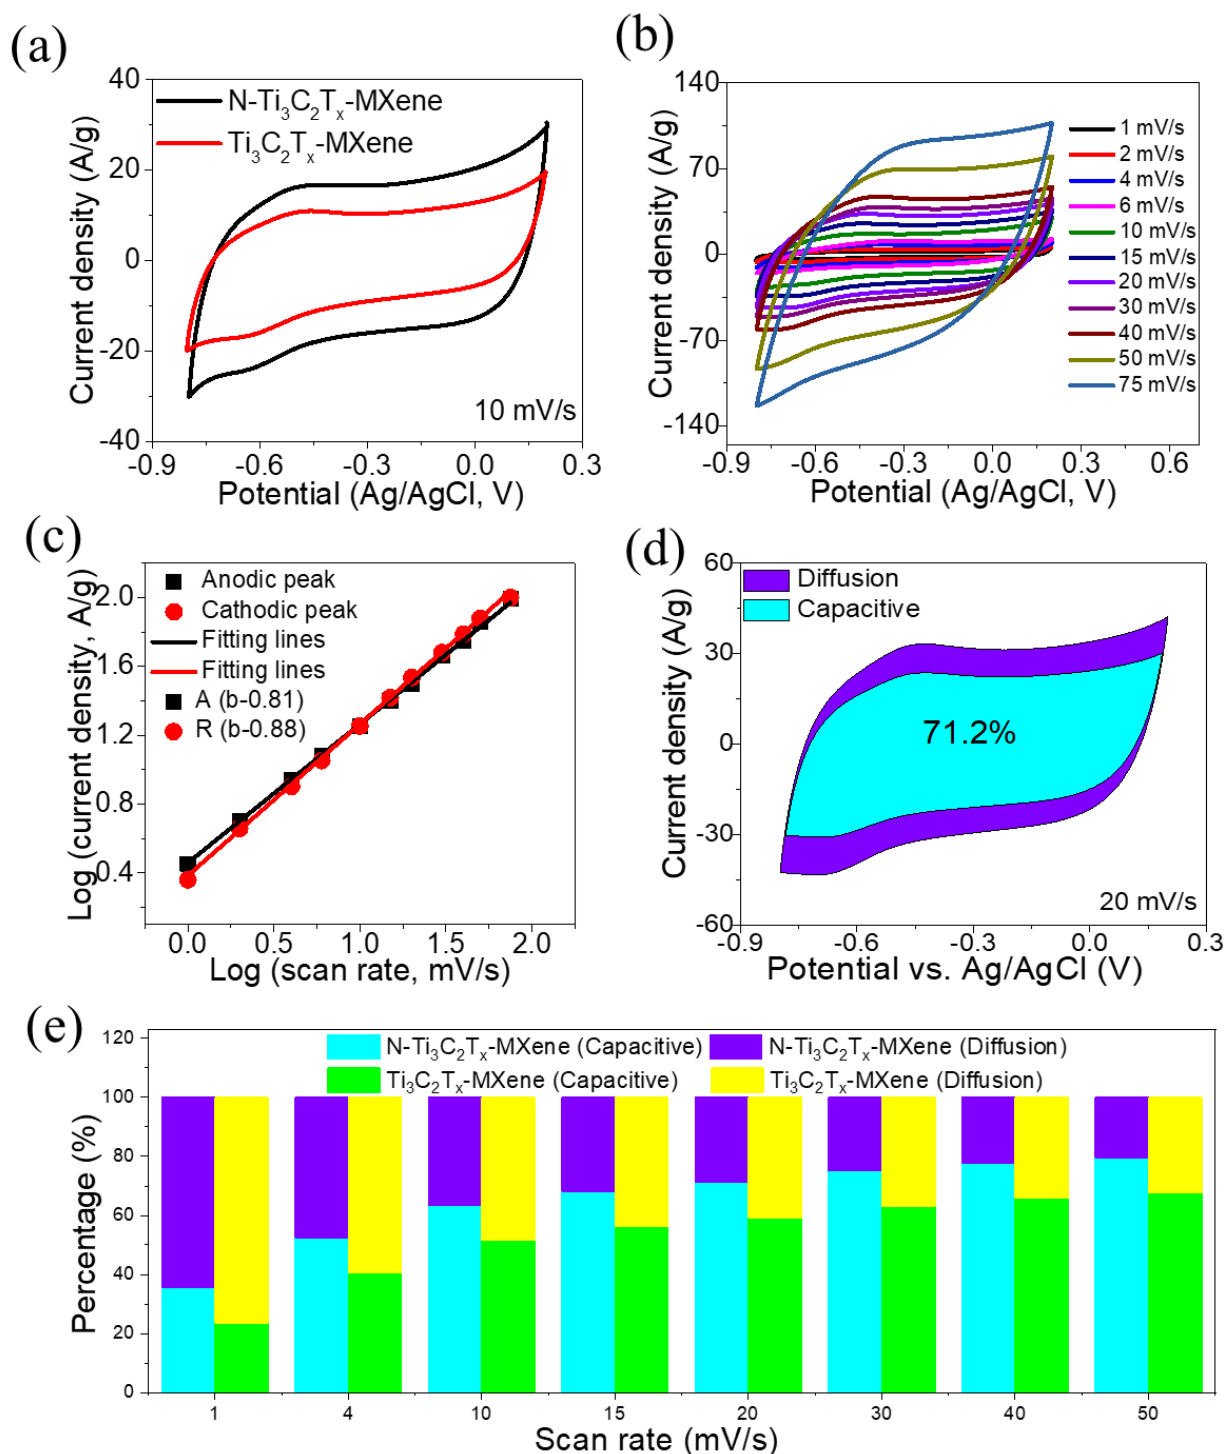 (a)
40
20
0
-20
-40
Current density (A/g)
N-Ti₃C₂Tₓ-MXene
Ti₃C₂Tₓ-MXene
10 mV/s
-0.9 -0.6 -0.3 0.0 0.3
Potential (Ag/AgCl, V)
(b)
140
70
0
-70
-140
Current density (A/g)
1 mV/s
2 mV/s
4 mV/s
6 mV/s
10 mV/s
15 mV/s
20 mV/s
30 mV/s
40 mV/s
50 mV/s
75 mV/s
-0.9 -0.6 -0.3 0.0 0.3 0.6
Potential (Ag/AgCl, V)
(c)
2.0
1.6
1.2
0.8
0.4
Log (current density, A/g)
Anodic peak
Cathodic peak
Fitting lines
Fitting lines
A (b-0.81)
R (b-0.88)
0.0 0.5 1.0 1.5 2.0
Log (scan rate, mV/s)
(d)
60
30
0
-30
-60
Current density (A/g)
Diffusion
Capacitive
71.2%
20 mV/s
-0.9 -0.6 -0.3 0.0 0.3
Potential vs. Ag/AgCl (V)
(e)
120
100
80
60
40
20
0
Percentage (%)
N-Ti₃C₂Tₓ-MXene (Capacitive) N-Ti₃C₂Tₓ-MXene (Diffusion)
Ti₃C₂Tₓ-MXene (Capacitive) Ti₃C₂Tₓ-MXene (Diffusion)
1 4 10 15 20 30 40 50
Scan rate (mV/s)